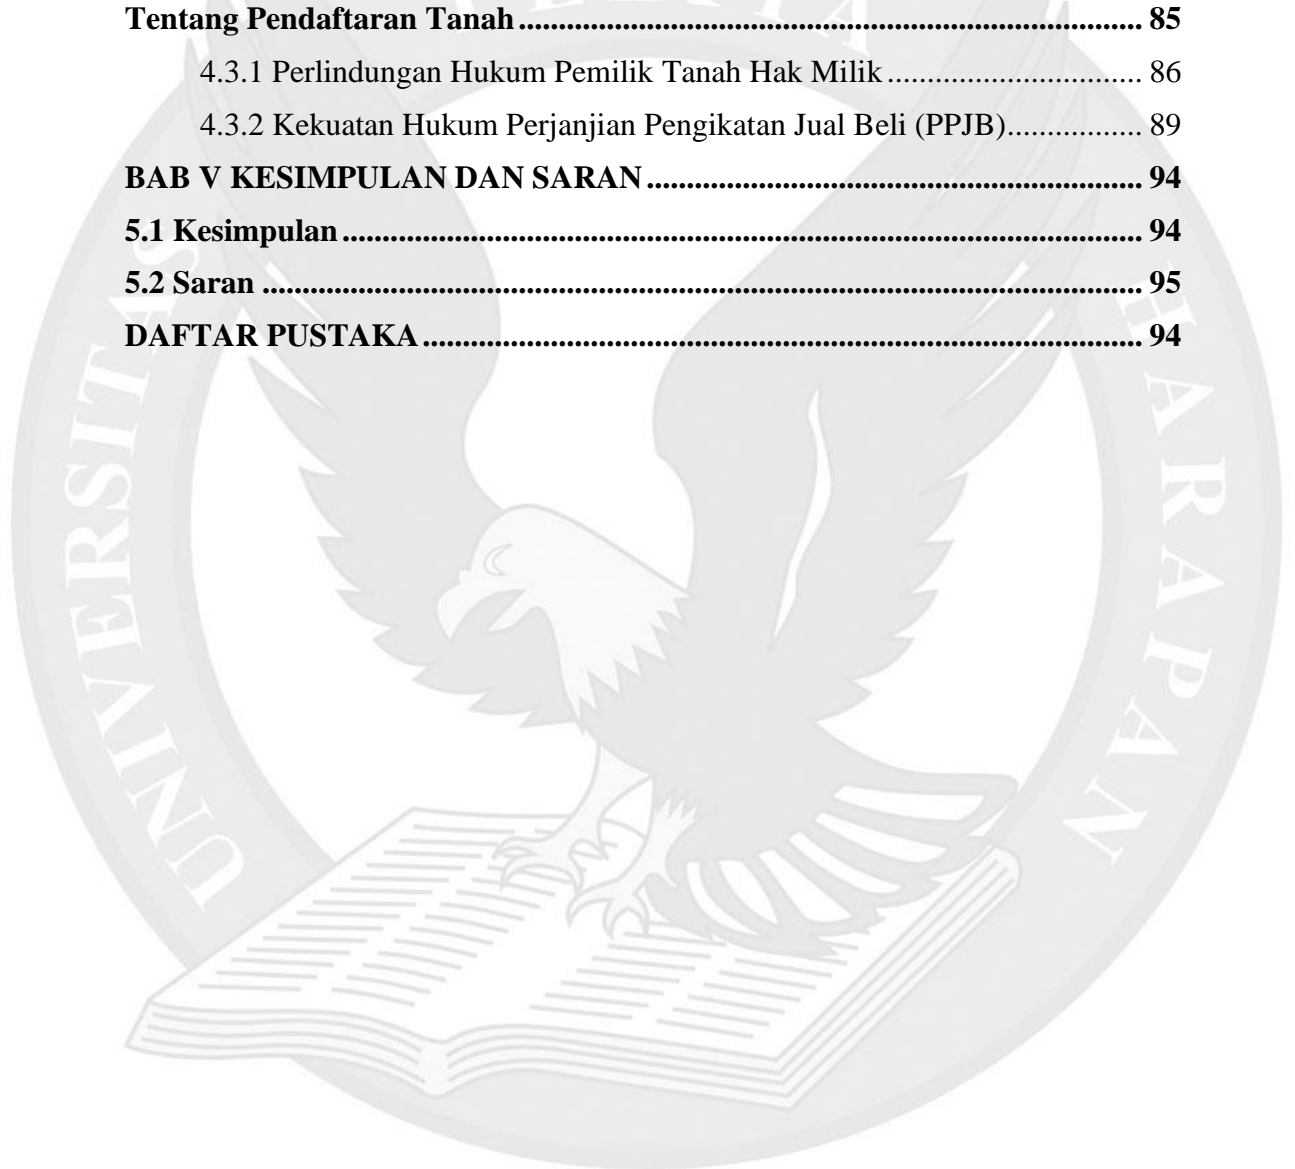 Tentang Pendaftaran Tanah ........................................................................... 85
4.3.1 Perlindungan Hukum Pemilik Tanah Hak Milik ................................ 86
4.3.2 Kekuatan Hukum Perjanjian Pengikatan Jual Beli (PPJB)................. 89
BAB V KESIMPULAN DAN SARAN ............................................................ 94
5.1 Kesimpulan ................................................................................................. 94
5.2 Saran ........................................................................................................... 95
DAFTAR PUSTAKA ........................................................................................ 94
UNIVERSITAS
HARAPAN